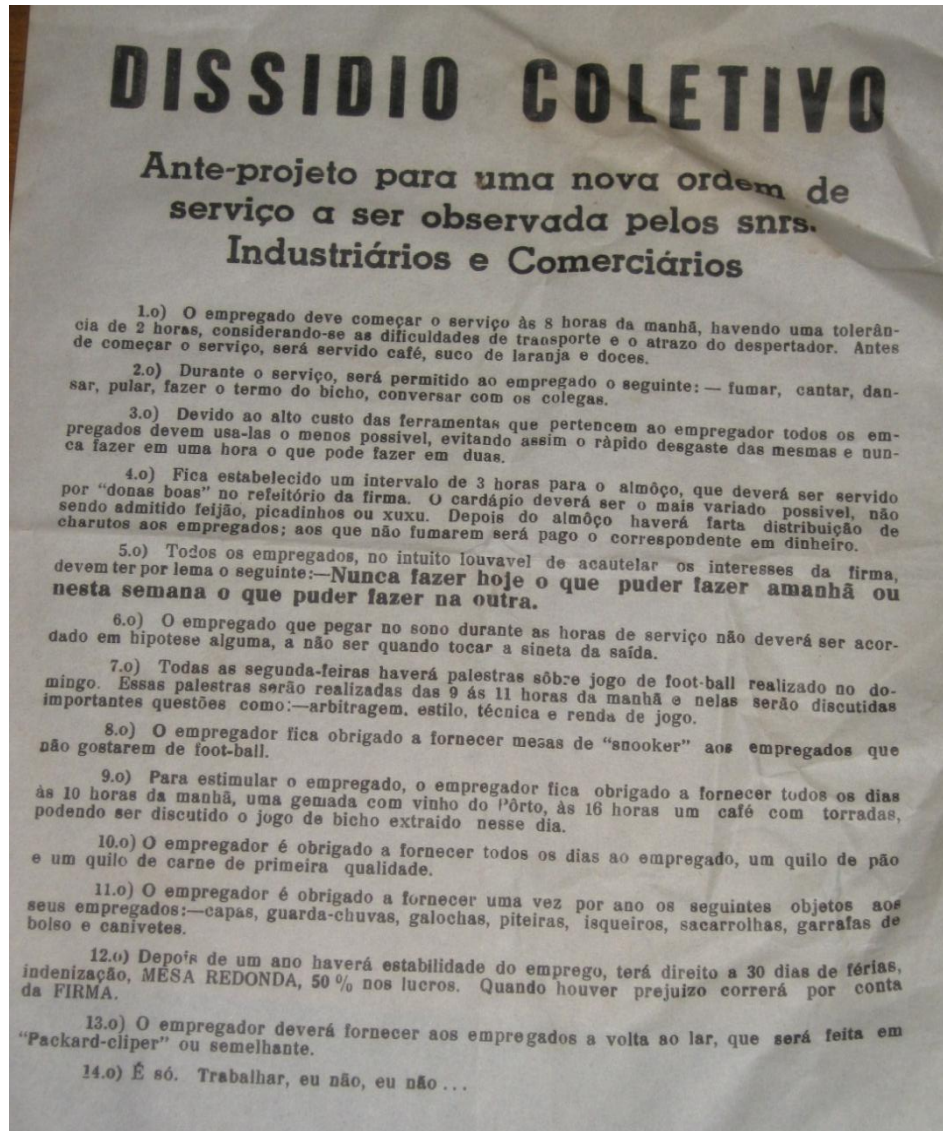 DISSIDIO COLETIVO
Ante-projeto para uma nova ordem de
serviço a ser observada pelos snrs.
Industriários e Comerciários
1.o) O empregado deve começar o serviço às 8 horas da manhã, havendo uma tolerân-
cia de 2 horas, considerando-se as dificuldades de transporte e o atrazo do despertador. Antes
de começar o serviço, será servido café, suco de laranja e doces.
2.o) Durante o serviço, será permitido ao empregado o seguinte: — fumar, cantar, dan-
sar, pular, fazer o termo do bicho, conversar com os colegas.
3.o) Devido ao alto custo das ferramentas que pertencem ao empregador todos os em-
pregados devem usa-las o menos possivel, evitando assim o ràpido desgaste das mesmas e nun-
ca fazer em uma hora o que pode fazer em duas.
4.o) Fica estabelecido um intervalo de 3 horas para o almôço, que deverá ser servido
por "donas boas" no refeitório da firma. O cardápio deverá ser o mais variado possivel, não
sendo admitido feijão, picadinhos ou xuxu. Depois do almôço haverá farta distribuição de
charutos aos empregados; aos que não fumarem será pago o correspondente em dinheiro.
5.o) Todos os empregados, no intuito louvavel de acautelar os interesses da firma,
devem ter por lema o seguinte:—Nunca fazer hoje o que puder fazer amanhã ou
nesta semana o que puder fazer na outra.
6.o) O empregado que pegar no sono durante as horas de serviço não deverá ser acor-
dado em hipotese alguma, a não ser quando tocar a sineta da saída.
7.o) Todas as segunda-feiras haverá palestras sôbre jogo de foot-ball realizado no do-
mingo. Essas palestras serão realizadas das 9 ás 11 horas da manhã e nelas serão discutidas
importantes questões como:—arbitragem, estilo, técnica e renda de jogo.
8.o) O empregador fica obrigado a fornecer mesas de "snooker" aos empregados que
não gostarem de foot-ball.
9.o) Para estimular o empregado, o empregador fica obrigado a fornecer todos os dias
às 10 horas da manhã, uma gemada com vinho do Pôrto, às 16 horas um café com torradas,
podendo ser discutido o jogo de bicho extraido nesse dia.
10.o) O empregador é obrigado a fornecer todos os dias ao empregado, um quilo de pão
e um quilo de carne de primeira qualidade.
11.o) O empregador é obrigado a fornecer uma vez por ano os seguintes objetos aos
seus empregados:—capas, guarda-chuvas, galochas, piteiras, isqueiros, sacarrolhas, garrafas de
bolso e canivetes.
12.o) Depois de um ano haverá estabilidade do emprego, terá direito a 30 dias de férias,
indenização, MESA REDONDA, 50% nos lucros. Quando houver prejuizo correrá por conta
da FIRMA.
13.o) O empregador deverá fornecer aos empregados a volta ao lar, que será feita em
"Packard-cliper" ou semelhante.
14.o) É só. Trabalhar, eu não, eu não ...